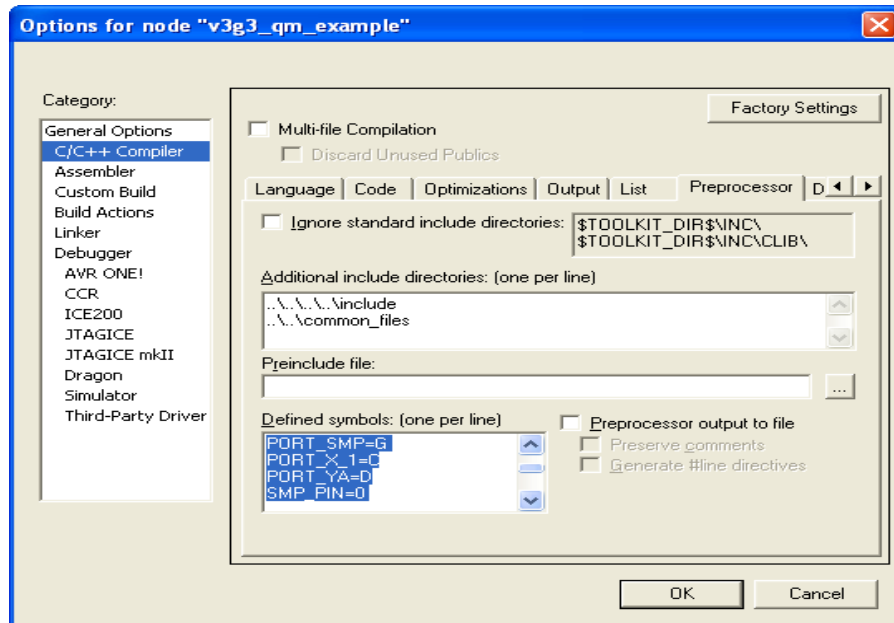 Options for node "v3g3_qm_example"
Category:
General Options
C/C++ Compiler
Assembler
Custom Build
Build Actions
Linker
Debugger
AVR ONE!
CCR
ICE200
JTAGICE
JTAGICE mkII
Dragon
Simulator
Third-Party Driver
Factory Settings
Multi-file Compilation
Discard Unused Publics
Language Code Optimizations Output List Preprocessor D
Ignore standard include directories:
$TOOLKIT_DIR$\INC\
$TOOLKIT_DIR$\INC\CLIB\
Additional include directories: (one per line)
..\..\..\..\include
..\..\common_files
Preinclude file:
...
Defined symbols: (one per line)
PORT_SMP=G
PORT_X_1=C
PORT_YA=D
SMP_PIN=0
Preprocessor output to file
Preserve comments
Generate #line directives
OK
Cancel